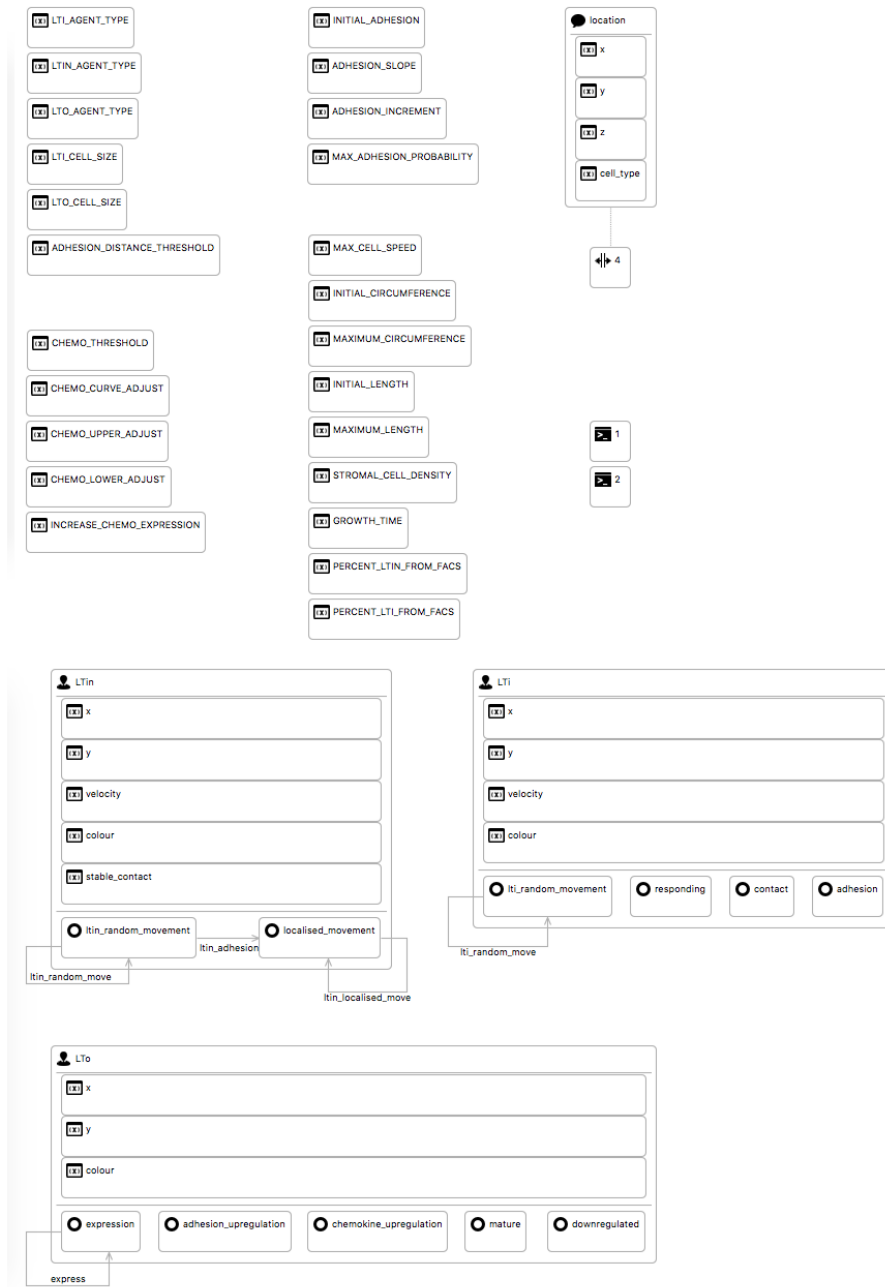 LTI_AGENT_TYPE
LTIN_AGENT_TYPE
LTO_AGENT_TYPE
LTI_CELL_SIZE
LTO_CELL_SIZE
ADHESION_DISTANCE_THRESHOLD
CHEMO_THRESHOLD
CHEMO_CURVE_ADJUST
CHEMO_UPPER_ADJUST
CHEMO_LOWER_ADJUST
INCREASE_CHEMO_EXPRESSION
INITIAL_ADHESION
ADHESION_SLOPE
ADHESION_INCREMENT
MAX_ADHESION_PROBABILITY
MAX_CELL_SPEED
INITIAL_CIRCUMFERENCE
MAXIMUM_CIRCUMFERENCE
INITIAL_LENGTH
MAXIMUM_LENGTH
STROMAL_CELL_DENSITY
GROWTH_TIME
PERCENT_LTIN_FROM_FACS
PERCENT_LTI_FROM_FACS
location
x
y
z
cell_type
4
1
2
LTin
x
y
velocity
colour
stable_contact
ltin_random_movement
localised_movement
ltin_adhesion
ltin_random_move
ltin_localised_move
LTi
x
y
velocity
colour
lti_random_movement
responding
contact
adhesion
lti_random_move
LTo
x
y
colour
expression
adhesion_upregulation
chemokine_upregulation
mature
downregulated
express